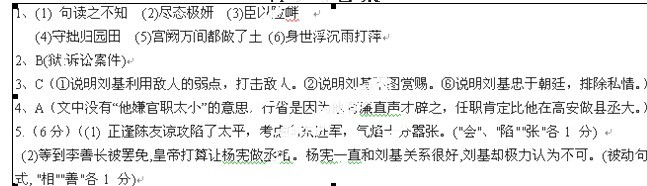 1、(1) 句读之不知 (2)尽态极妍 (3)臣以险衅
(4)守拙归园田 (5)宫阙万间都做了土 (6)身世浮沉雨打萍
2、B(狱:诉讼案件)
3、C(①说明刘基利用敌人的弱点，打击敌人。②说明刘基不图赏赐。⑥说明刘基忠于朝廷，排除私情。)
4、A（文中没有“他嫌官职太小”的意思，行省是因为 有廉直声才辟之，任职肯定比他在高安做县丞大。）
5.（6 分）((1) 正逢陈友谅攻陷了太平，考虑 进军，气焰十分嚣张。("会"、"陷""张"各 1 分)
(2)等到李善长被罢免,皇帝打算让杨宪做丞相。杨宪一直和刘基关系很好,刘基却极力认为不可。(被动句
式, "相""善"各 1 分)